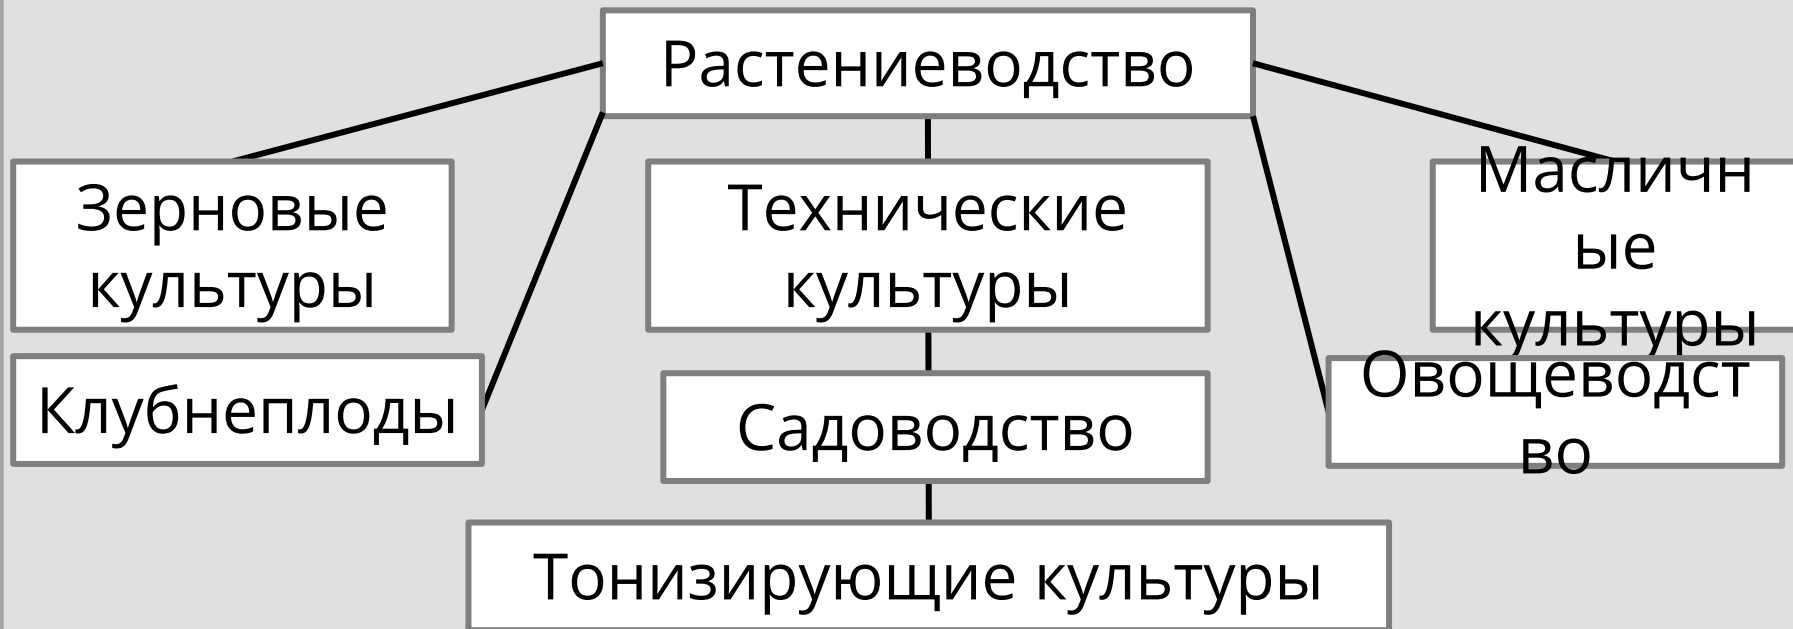 Растениеводство
Зерновые
культуры
Технические
культуры
Масличн
ые
культуры
Клубнеплоды
Садоводство
Овощеводст
во
Тонизирующие культуры